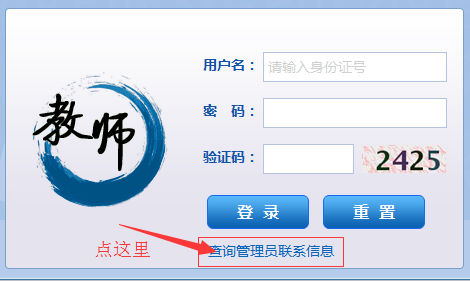 教师
用户名：
请输入身份证号
密 码：
验证码：
2425
登 录
重 置
点这里
查询管理员联系信息